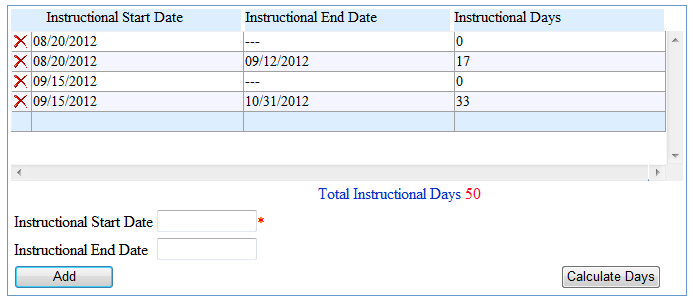 Instructional Start Date Instructional End Date Instructional Days
08/20/2012 --- 0
08/20/2012 09/12/2012 17
09/15/2012 --- 0
09/15/2012 10/31/2012 33
Total Instructional Days 50
Instructional Start Date *
Instructional End Date
Add Calculate Days